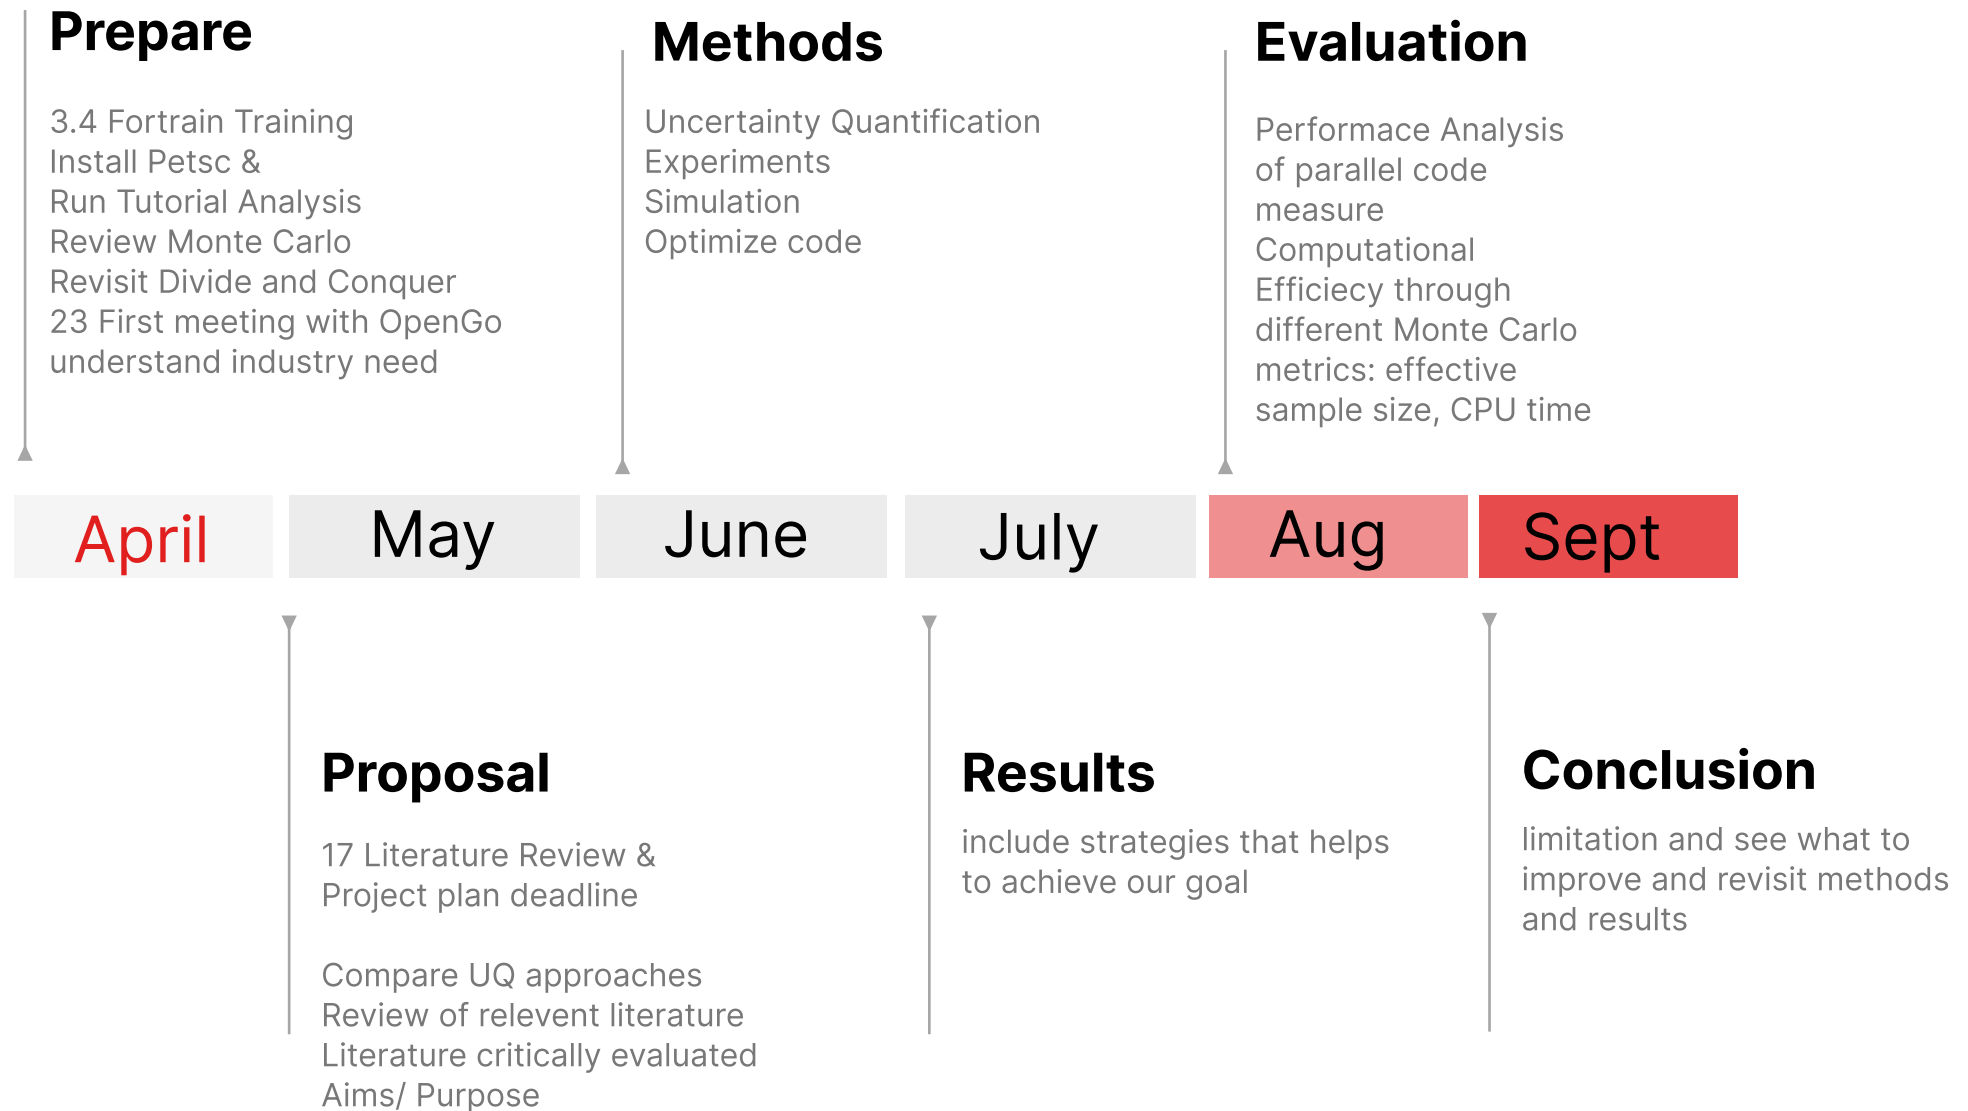 Prepare
3.4 Fortrain Training
Install Petsc &
Run Tutorial Analysis
Review Monte Carlo
Revisit Divide and Conquer
23 First meeting with OpenGo
understand industry need
Methods
Uncertainty Quantification
Experiments
Simulation
Optimize code
Evaluation
Performace Analysis
of parallel code
measure
Computational
Efficiecy through
different Monte Carlo
metrics: effective
sample size, CPU time
April
May
June
July
Aug
Sept
Proposal
17 Literature Review &
Project plan deadline
Compare UQ approaches
Review of relevent literature
Literature critically evaluated
Aims/ Purpose
Results
include strategies that helps
to achieve our goal
Conclusion
limitation and see what to
improve and revisit methods
and results